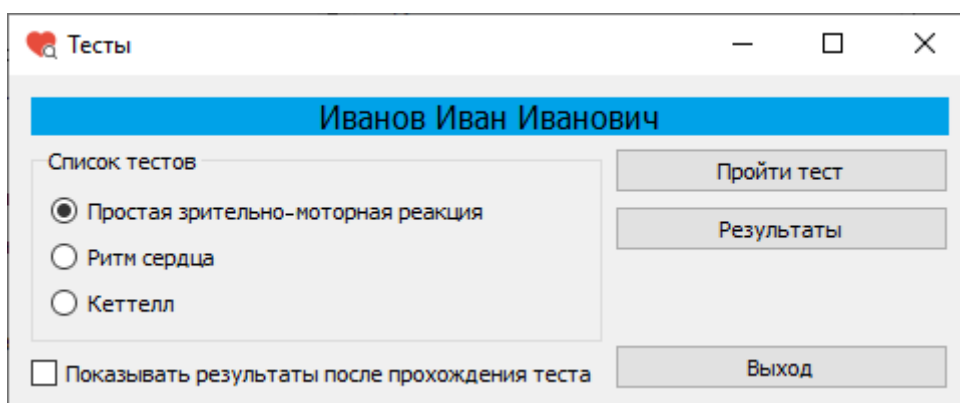 Тесты
Иванов Иван Иванович
Список тестов
Простая зрительно-моторная реакция
Ритм сердца
Кеттелл
Показывать результаты после прохождения теста
Пройти тест
Результаты
Выход